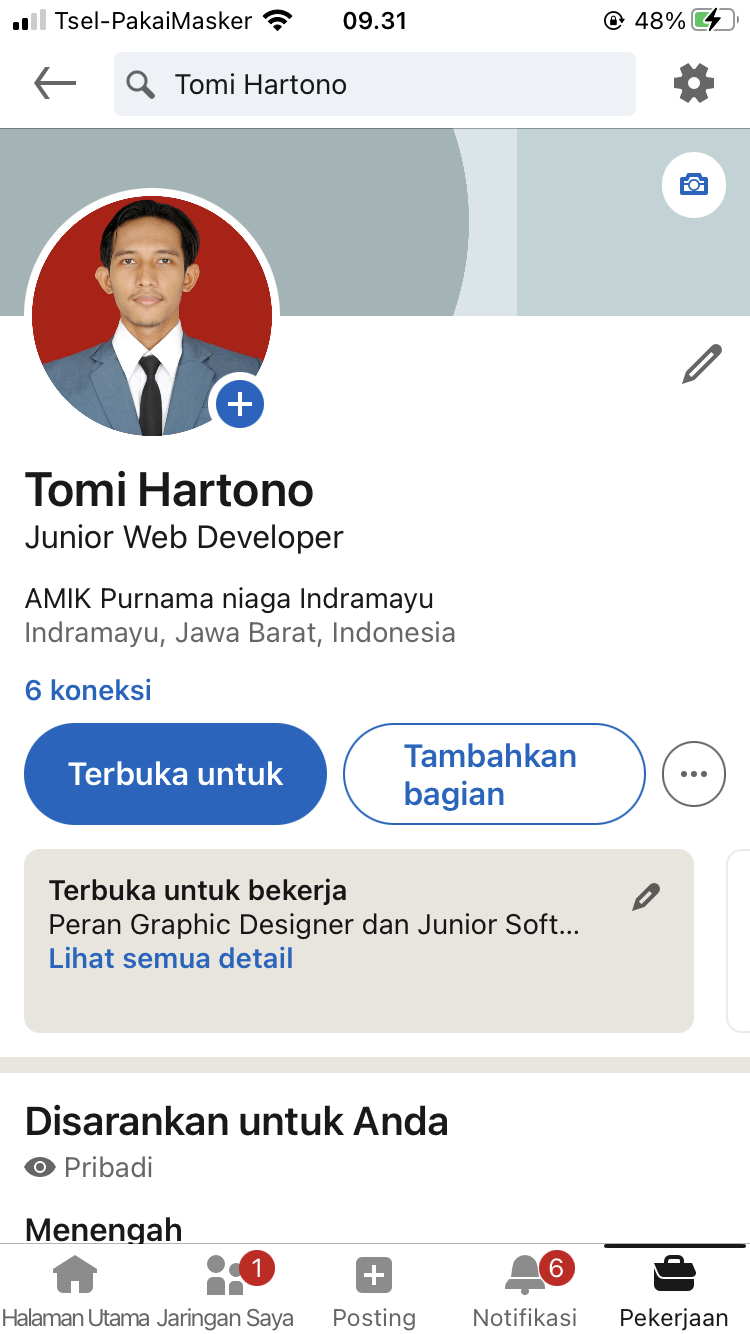 Tsel-PakaiMasker 09.31 48%
Tomi Hartono
Tomi Hartono
Junior Web Developer
AMIK Purnama niaga Indramayu
Indramayu, Jawa Barat, Indonesia
6 koneksi
Terbuka untuk
Tambahkan
bagian
Terbuka untuk bekerja
Peran Graphic Designer dan Junior Soft...
Lihat semua detail
Disarankan untuk Anda
Pribadi
Menengah
1
6
Halaman Utama Jaringan Saya Posting Notifikasi Pekerjaan